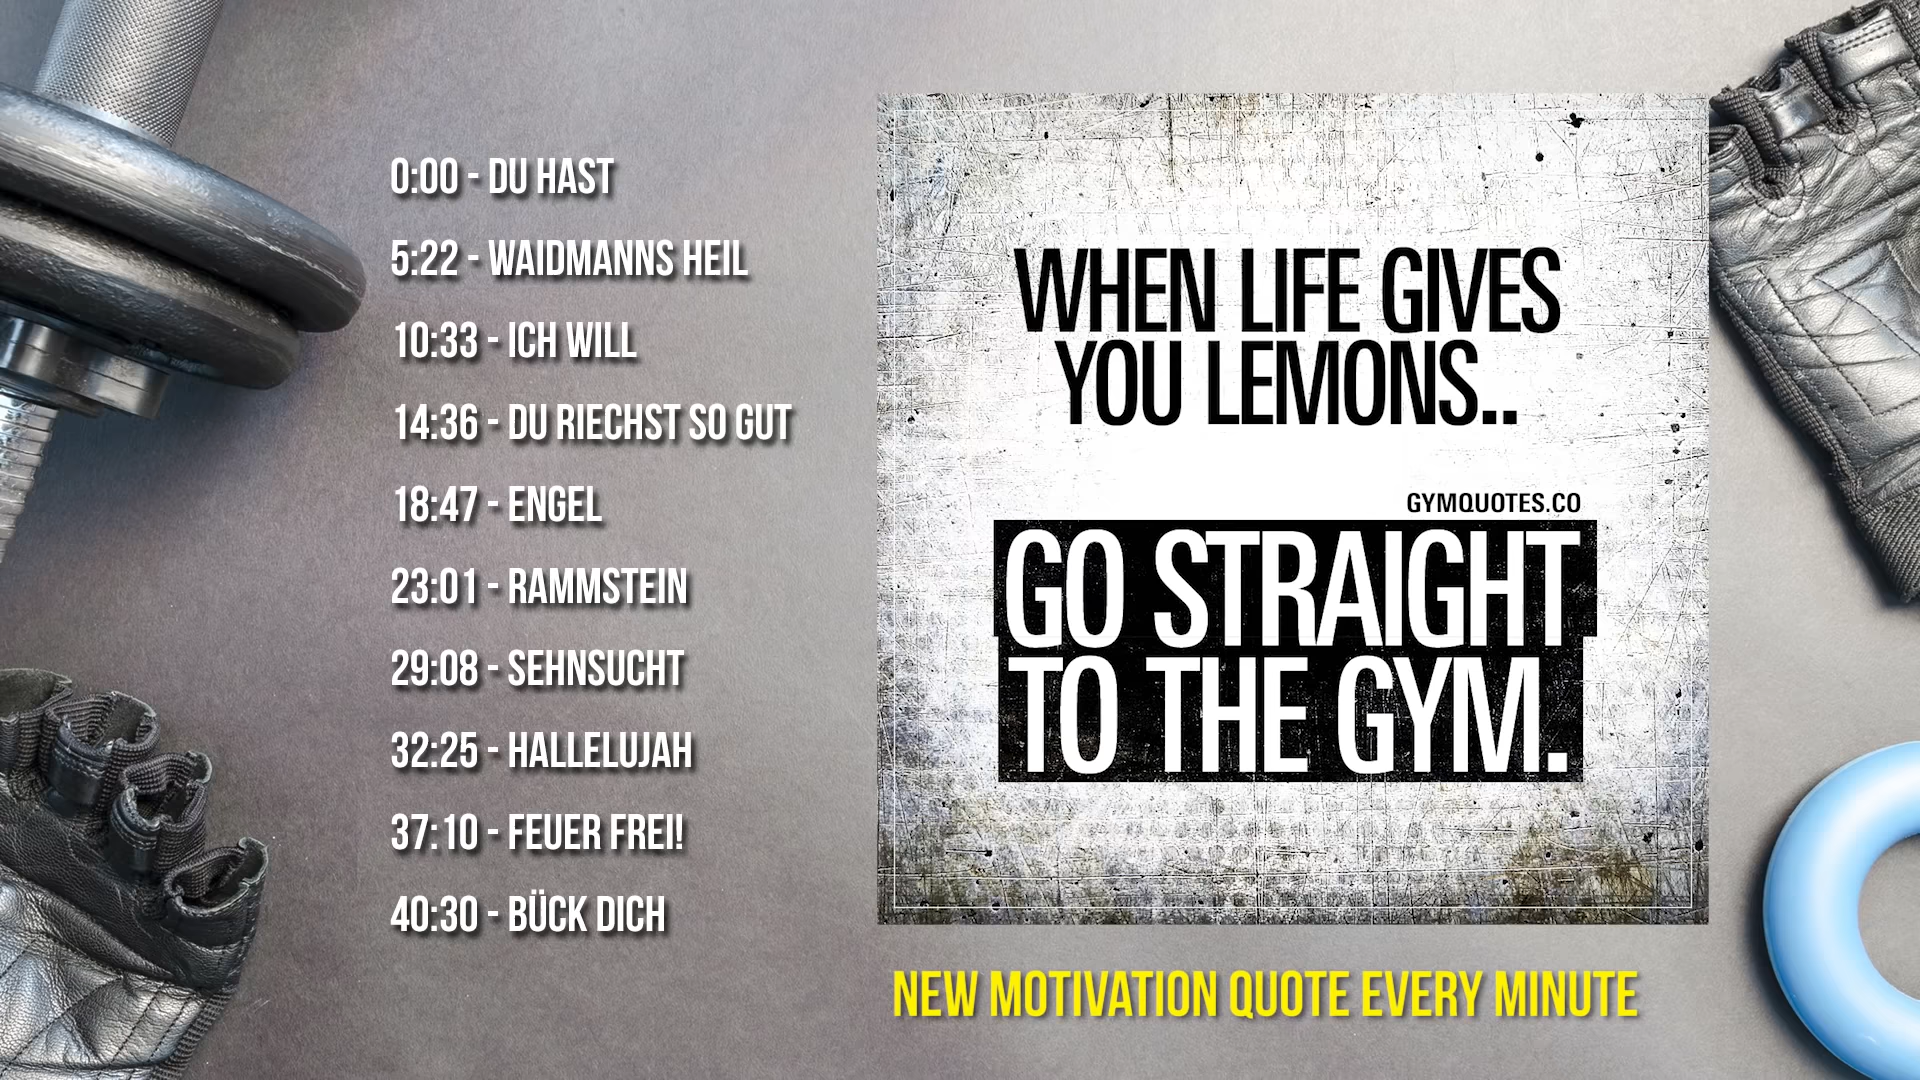 0:00 - DU HAST
5:22 - WAIDMANNS HEIL
10:33 - ICH WILL
14:36 - DU RIECHST SO GUT
18:47 - ENGEL
23:01 - RAMMSTEIN
29:08 - SEHNSUCHT
32:25 - HALLELUJAH
37:10 - FEUER FREI!
40:30 - BÜCK DICH
WHEN LIFE GIVES
YOU LEMONS..
GYMQUOTES.CO
GO STRAIGHT
TO THE GYM.
NEW MOTIVATION QUOTE EVERY MINUTE